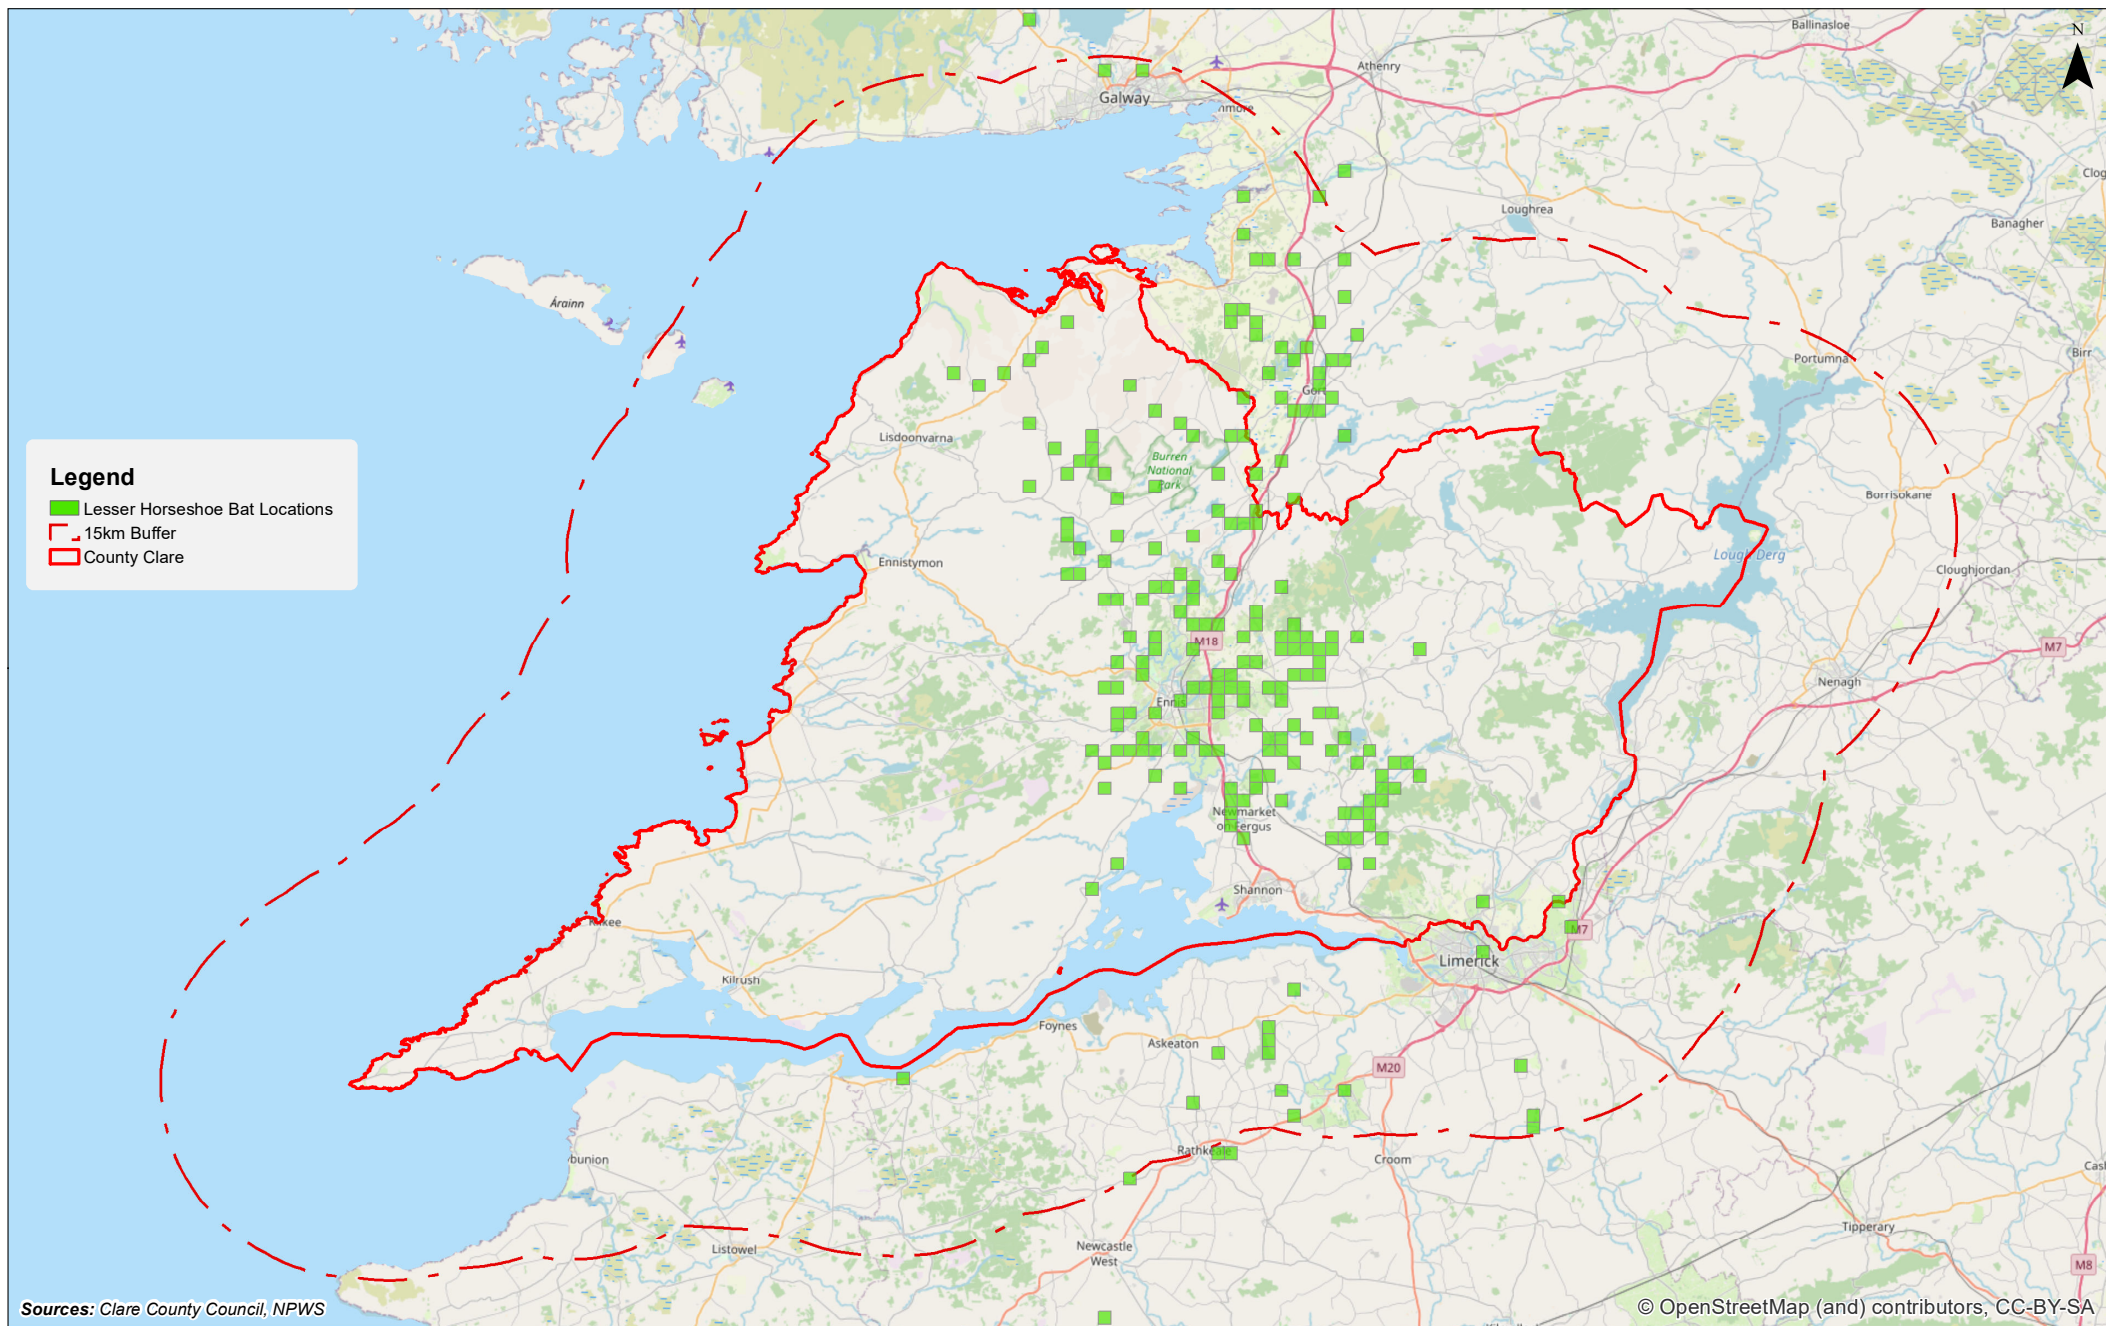 Ballinasloe
N
Athenry
Galway
Loughrea
Banagher
Árainn
Birr
Portumna
Gort
Lisdoonvarna
Burren
National
Park
Legend
Lesser Horseshoe Bat Locations
15km Buffer
County Clare
Borrisokane
Lough Derg
Ennistymon
Cloughjordan
M18
M7
Nenagh
Ennis
Newmarket
on Fergus
Shannon
Kilkee
M7
Limerick
Kilrush
Foynes
Askeaton
M20
Rathkeale
Croom
bunion
Tipperary
Listowel
Newcastle
West
M8
Sources: Clare County Council, NPWS
© OpenStreetMap (and) contributors, CC-BY-SA